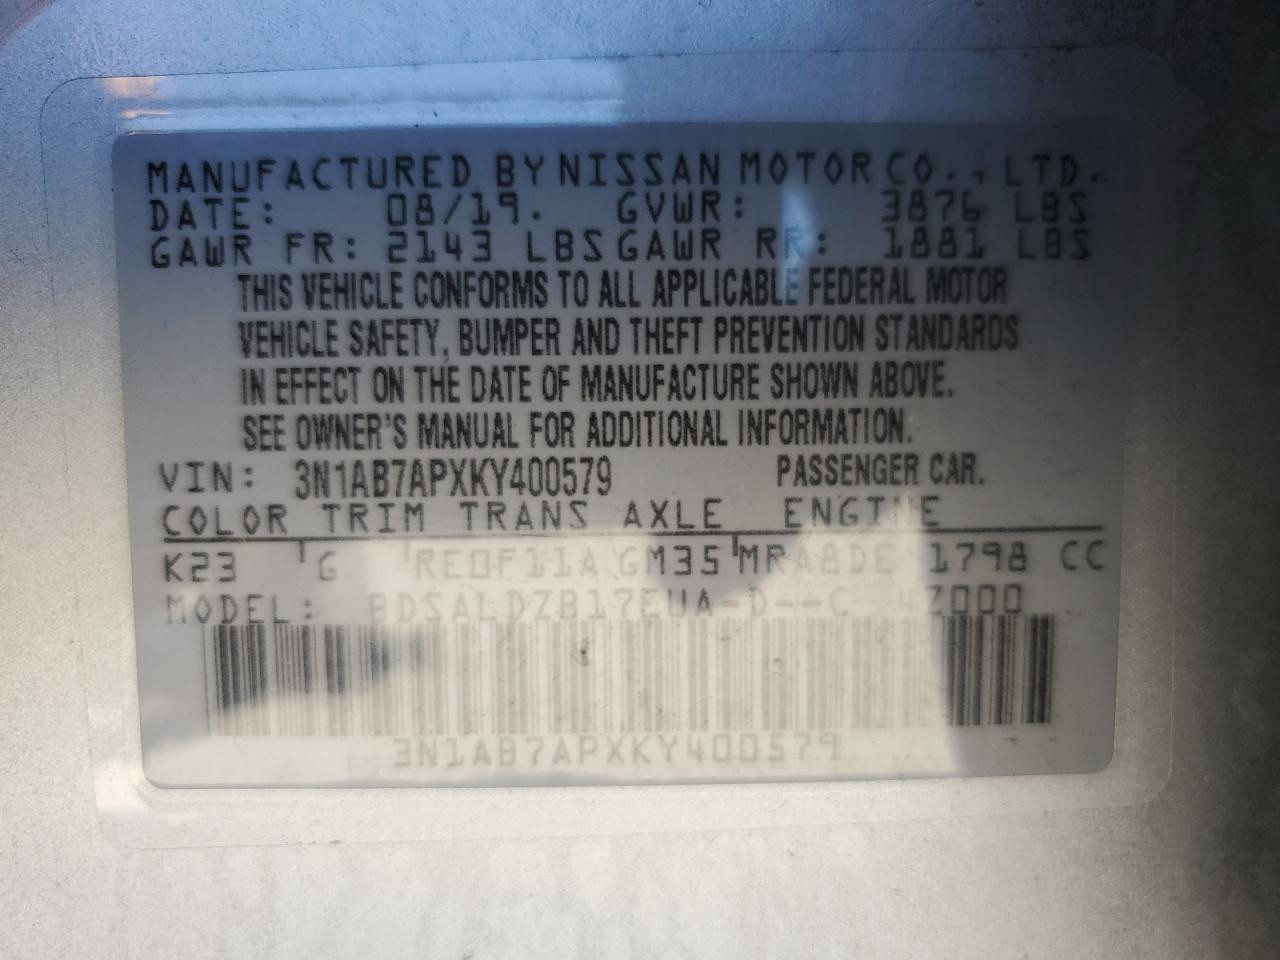 MANUFACTURED BY NISSAN MOTOR CO., LTD.
DATE: 08/19. GVWR: 3876 LBS
GAWR FR: 2143 LBS GAWR RR: 1881 LBS
THIS VEHICLE CONFORMS TO ALL APPLICABLE FEDERAL MOTOR
VEHICLE SAFETY, BUMPER AND THEFT PREVENTION STANDARDS
IN EFFECT ON THE DATE OF MANUFACTURE SHOWN ABOVE.
SEE OWNER'S MANUAL FOR ADDITIONAL INFORMATION.
VIN: 3N1AB7APXKY400579 PASSENGER CAR.
COLOR TRIM TRANS AXLE ENGINE
K23 G RE0F11A GM35 MRA8DE 1798 CC
MODEL: BDSALDZB17EUA-D--C 4Z000
3N1AB7APXKY400579